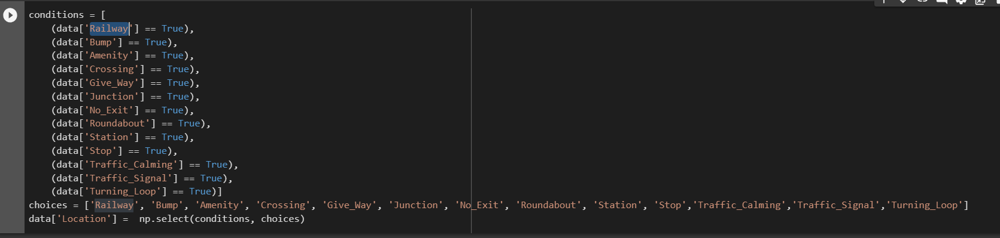 conditions = [
    (data['Railway'] == True),
    (data['Bump'] == True),
    (data['Amenity'] == True),
    (data['Crossing'] == True),
    (data['Give_Way'] == True),
    (data['Junction'] == True),
    (data['No_Exit'] == True),
    (data['Roundabout'] == True),
    (data['Station'] == True),
    (data['Stop'] == True),
    (data['Traffic_Calming'] == True),
    (data['Traffic_Signal'] == True),
    (data['Turning_Loop'] == True)]
choices = ['Railway', 'Bump', 'Amenity', 'Crossing', 'Give_Way', 'Junction', 'No_Exit', 'Roundabout', 'Station', 'Stop','Traffic_Calming','Traffic_Signal','Turning_Loop']
data['Location'] =  np.select(conditions, choices)